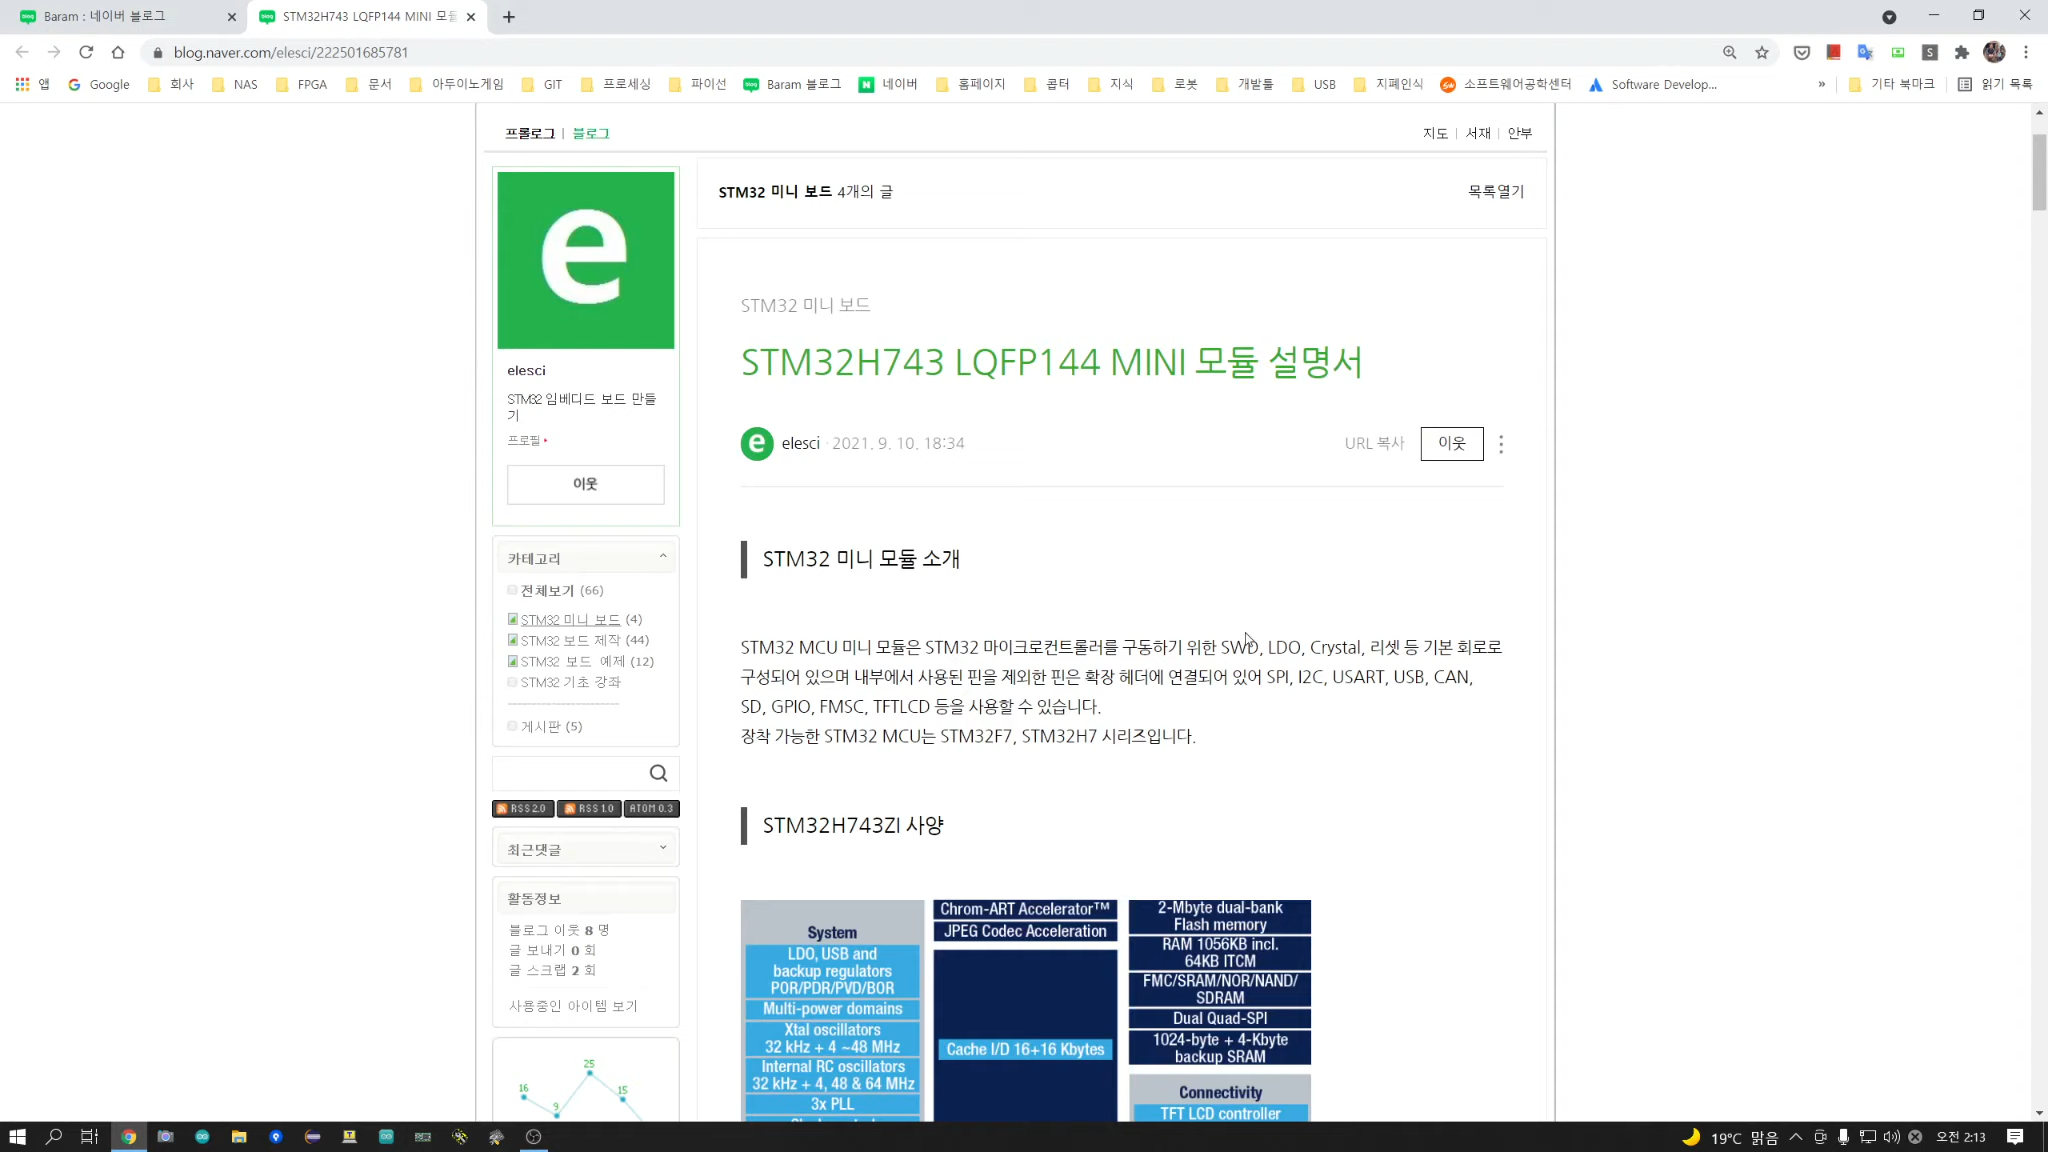 Baram : 네이버 블로그
STM32H743 LQFP144 MINI 모듈
blog.naver.com/elesci/222501685781
앱
Google
회사
NAS
FPGA
문서
아두이노게임
GIT
프로세싱
파이선
Baram 블로그
네이버
홈페이지
콥터
지식
로봇
개발툴
USB
지폐인식
소프트웨어공학센터
Software Develop...
»
기타 북마크
읽기 목록
프롤로그 | 블로그
지도 | 서재 | 안부
STM32 미니 보드 4개의 글
목록열기
e
elesci
STM32 임베디드 보드 만들
기
프로필
이웃
카테고리
전체보기 (66)
STM32 미니 보드 (4)
STM32 보드 제작 (44)
STM32 보드 예제 (12)
STM32 기초 강좌
게시판 (5)
RSS 2.0
RSS 1.0
ATOM 0.3
최근댓글
활동정보
블로그 이웃 8 명
글 보내기 0 회
글 스크랩 2 회
사용중인 아이템 보기
16
9
25
15
STM32 미니 보드
STM32H743 LQFP144 MINI 모듈 설명서
e
elesci · 2021. 9. 10. 18:34
URL 복사
이웃
STM32 미니 모듈 소개
STM32 MCU 미니 모듈은 STM32 마이크로컨트롤러를 구동하기 위한 SWD, LDO, Crystal, 리셋 등 기본 회로로
구성되어 있으며 내부에서 사용된 핀을 제외한 핀은 확장 헤더에 연결되어 있어 SPI, I2C, USART, USB, CAN,
SD, GPIO, FMSC, TFTLCD 등을 사용할 수 있습니다.
장착 가능한 STM32 MCU는 STM32F7, STM32H7 시리즈입니다.
STM32H743ZI 사양
System
LDO, USB and
backup regulators
POR/PDR/PVD/BOR
Multi-power domains
Xtal oscillators
32 kHz + 4 ~48 MHz
Internal RC oscillators
32 kHz + 4, 48 & 64 MHz
3x PLL
Chrom-ART Accelerator™
JPEG Codec Acceleration
Cache I/D 16+16 Kbytes
2-Mbyte dual-bank
Flash memory
RAM 1056KB incl.
64KB ITCM
FMC/SRAM/NOR/NAND/
SDRAM
Dual Quad-SPI
1024-byte + 4-Kbyte
backup SRAM
Connectivity
TFT LCD controller
19°C 맑음
오전 2:13